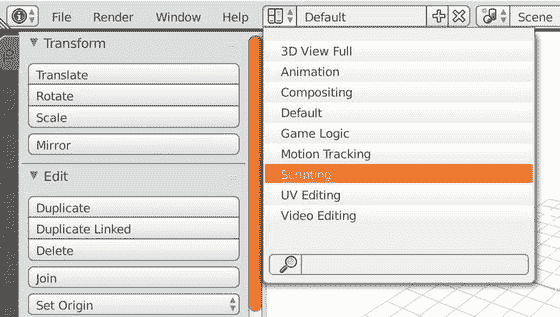 File Render Window Help Default Scene
Transform
Translate
Rotate
Scale
Mirror
Edit
Duplicate
Duplicate Linked
Delete
Join
Set Origin
3D View Full
Animation
Compositing
Default
Game Logic
Motion Tracking
Scripting
UV Editing
Video Editing